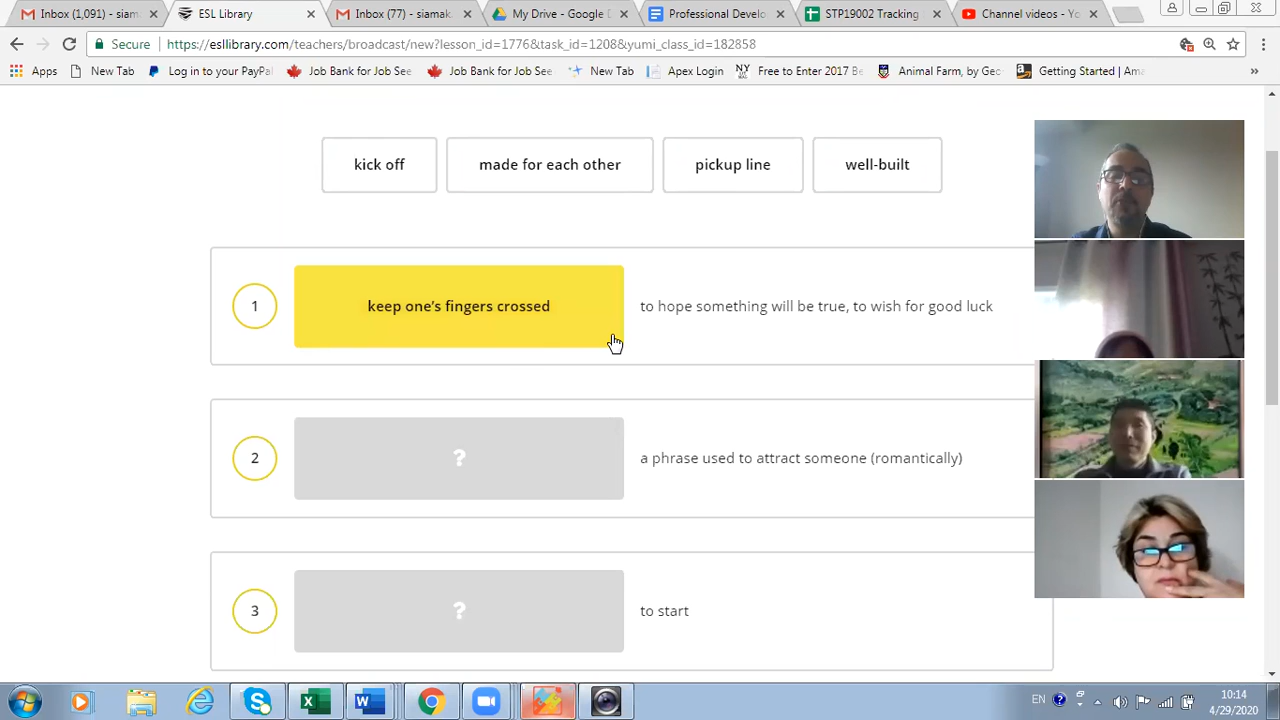 Inbox (1,091) - siama
ESL Library
Inbox (77) - siamak
My Drive - Google D
Professional Develo
STP19002 Tracking
Channel videos - Yo
Secure
https://esllibrary.com/teachers/broadcast/new?lesson_id=1776&task_id=1208&yumi_class_id=182858
Apps
New Tab
Log in to your PayPal
Job Bank for Job See
Job Bank for Job See
New Tab
Apex Login
NY
Free to Enter 2017 Be
Animal Farm, by Geo
Getting Started | Ama
»
kick off
made for each other
pickup line
well-built
1
keep one's fingers crossed
to hope something will be true, to wish for good luck
2
?
a phrase used to attract someone (romantically)
3
?
to start
EN
10:14
4/29/2020